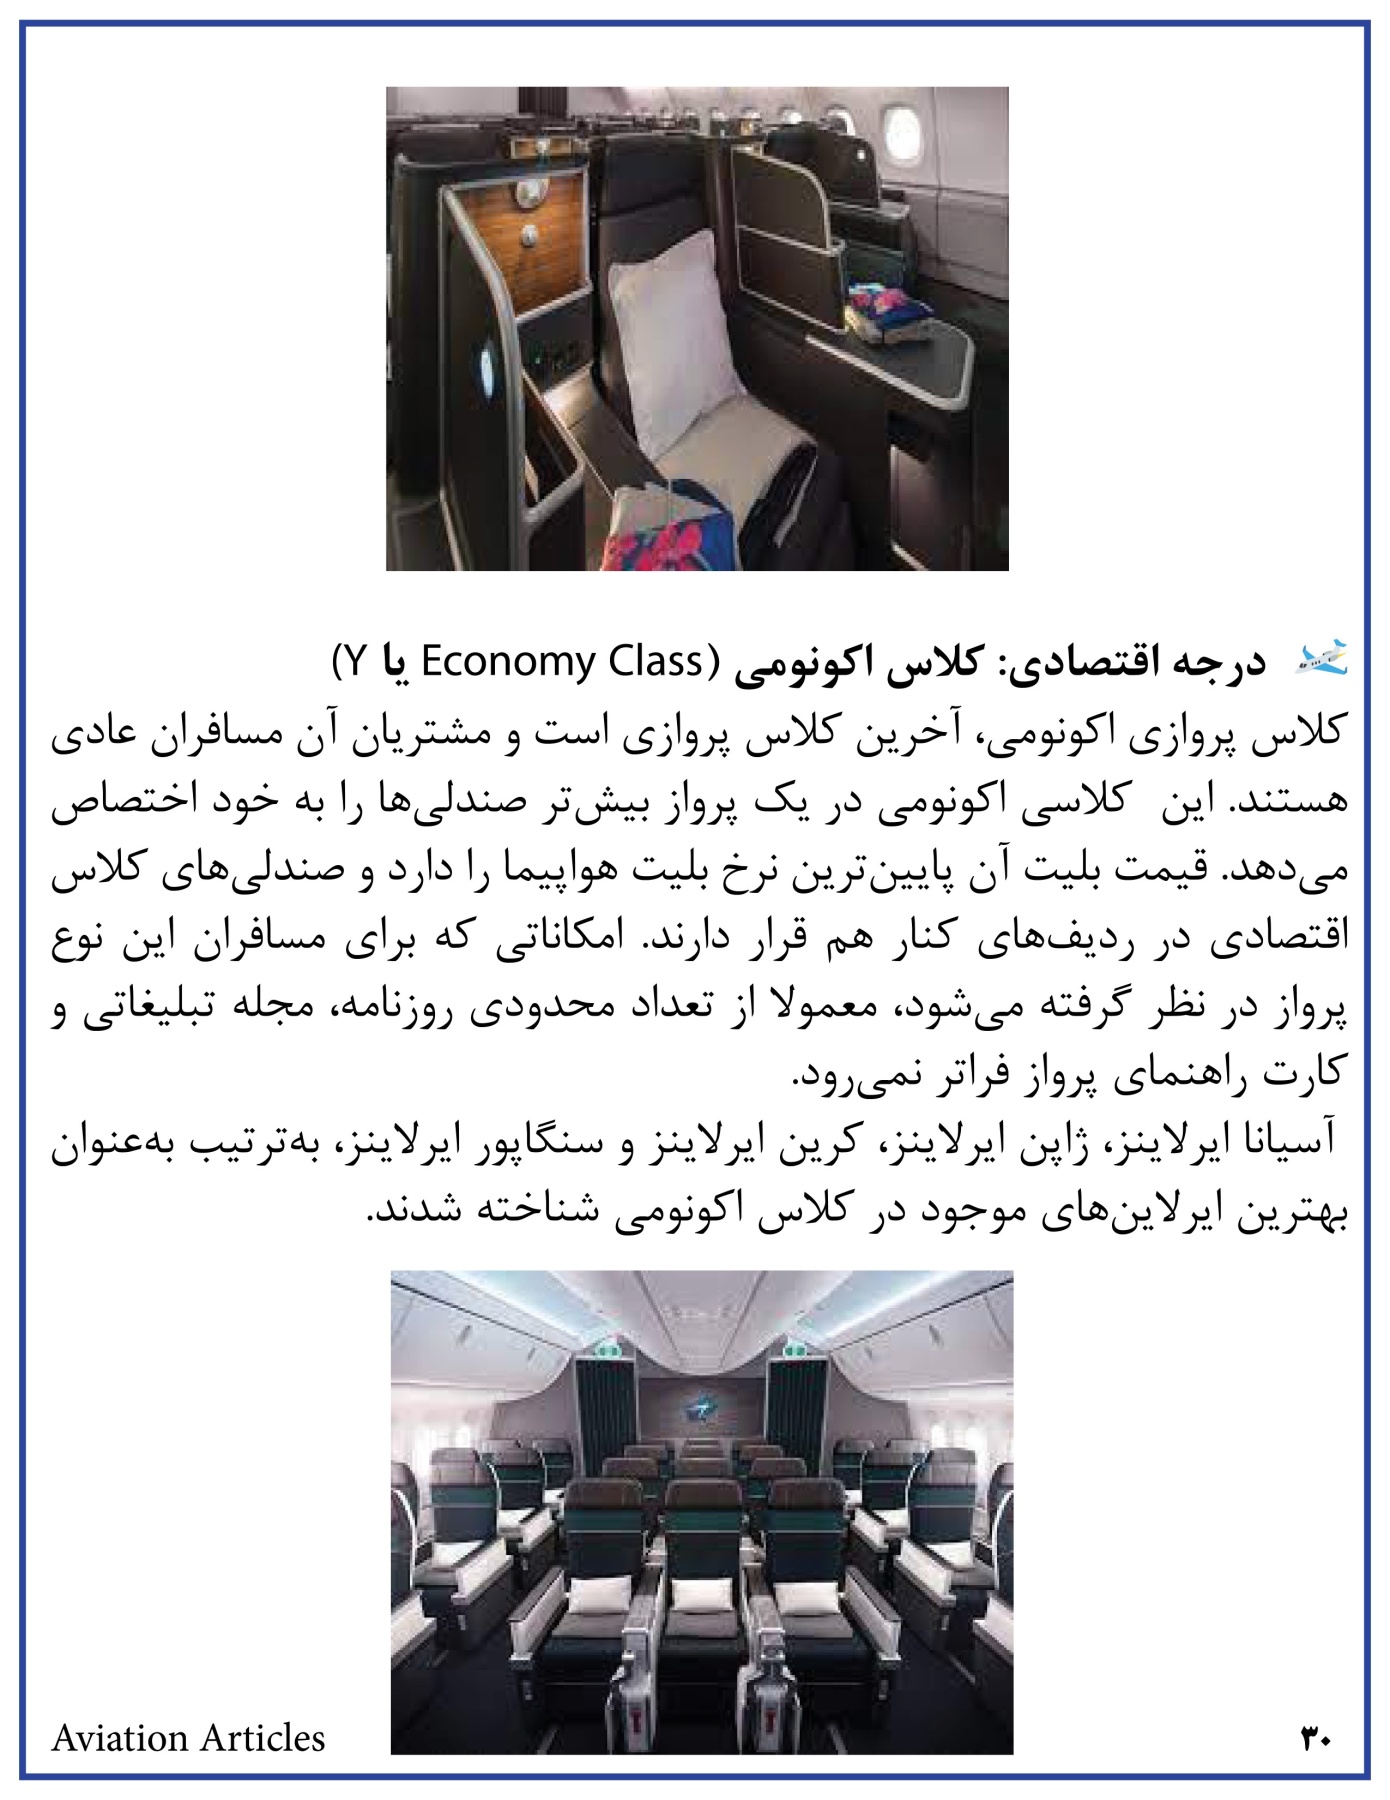 درجه اقتصادی: کلاس اکونومی (Economy Class یا Y)
کلاس پروازی اکونومی، آخرین کلاس پروازی است و مشتریان آن مسافران عادی
هستند. این کلاسی اکونومی در یک پرواز بیش‌تر صندلی‌ها را به خود اختصاص
می‌دهد. قیمت بلیت آن پایین‌ترین نرخ بلیت هواپیما را دارد و صندلی‌های کلاس
اقتصادی در ردیف‌های کنار هم قرار دارند. امکاناتی که برای مسافران این نوع
پرواز در نظر گرفته می‌شود، معمولا از تعداد محدودی روزنامه، مجله تبلیغاتی و
کارت راهنمای پرواز فراتر نمی‌رود.
آسیانا ایرلاینز، ژاپن ایرلاینز، کرین ایرلاینز و سنگاپور ایرلاینز، به‌ترتیب به‌عنوان
بهترین ایرلاین‌های موجود در کلاس اکونومی شناخته شدند.
Aviation Articles
۳۰